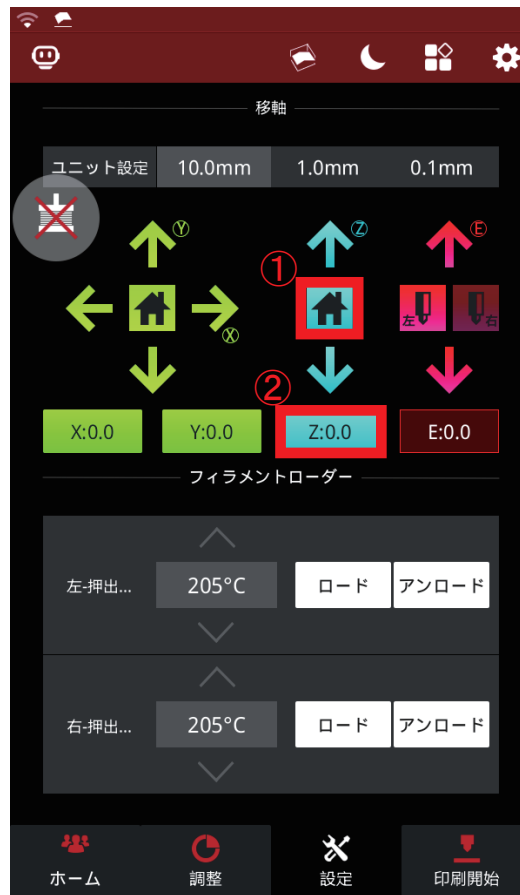 移軸
ユニット設定 10.0mm 1.0mm 0.1mm
Ⓨ Ⓩ Ⓔ
①
Ⓧ 左 右
②
X:0.0 Y:0.0 Z:0.0 E:0.0
フィラメントローダー
左-押出... 205°C ロード アンロード
右-押出... 205°C ロード アンロード
ホーム 調整 設定 印刷開始